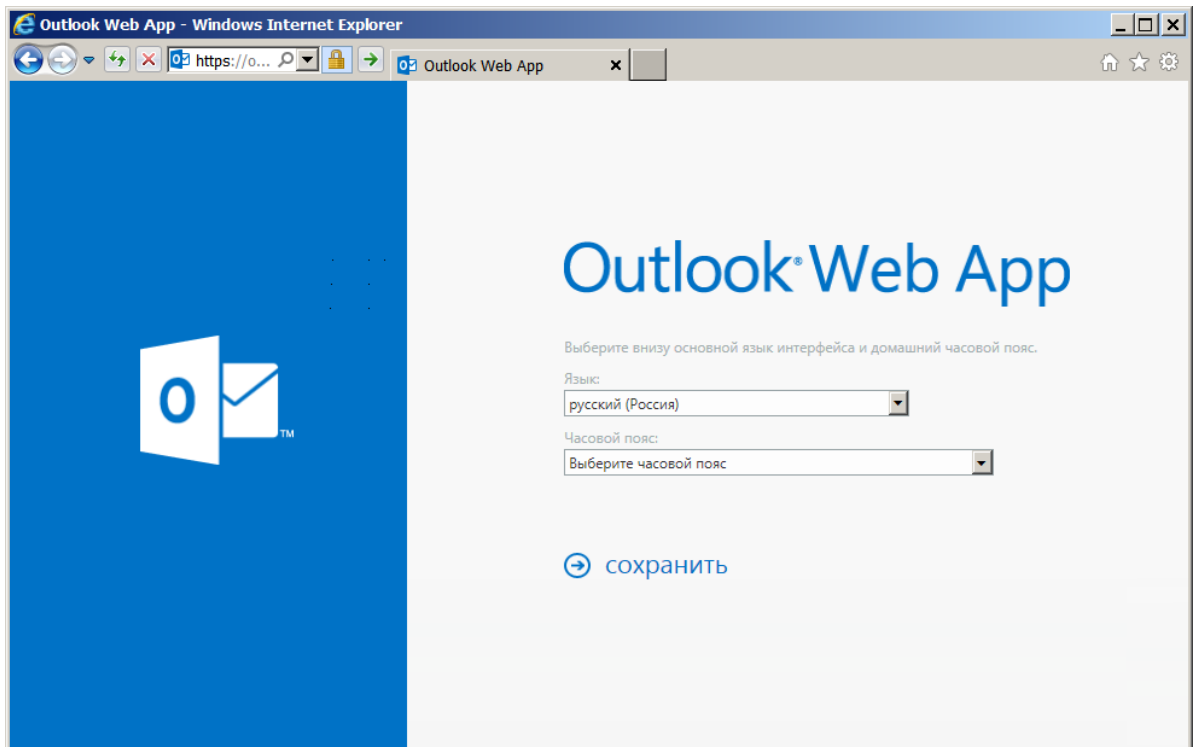 Outlook Web App - Windows Internet Explorer
https://o...
Outlook Web App
Outlook® Web App
Выберите внизу основной язык интерфейса и домашний часовой пояс.
Язык:
русский (Россия)
Часовой пояс:
Выберите часовой пояс
O
TM
сохранить